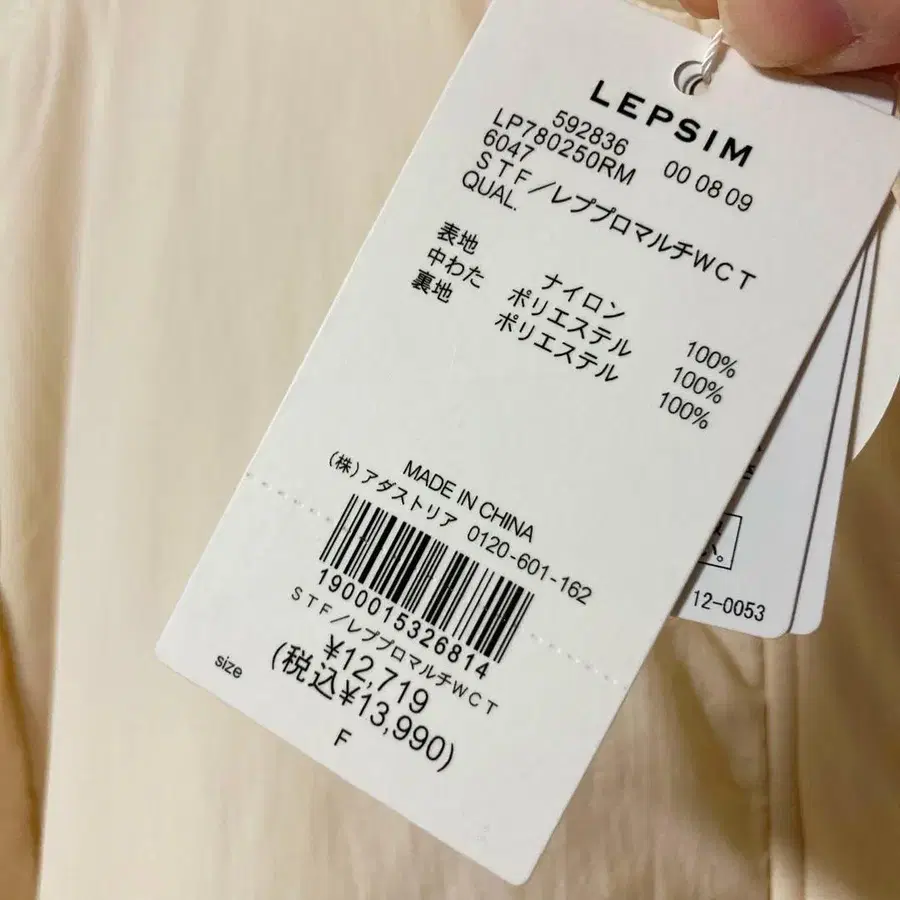 LEPSIM
592836 00 08 09
LP780250RM
6047
STF/レププロマルチWCT
QUAL.
表地 ナイロン 100%
中わた ポリエステル 100%
裏地 ポリエステル 100%
MADE IN CHINA
(株)アダストリア 0120-601-162
1900015326814
STF/レププロマルチWCT
¥12,719
(税込¥13,990)
size F
い。
12-0053